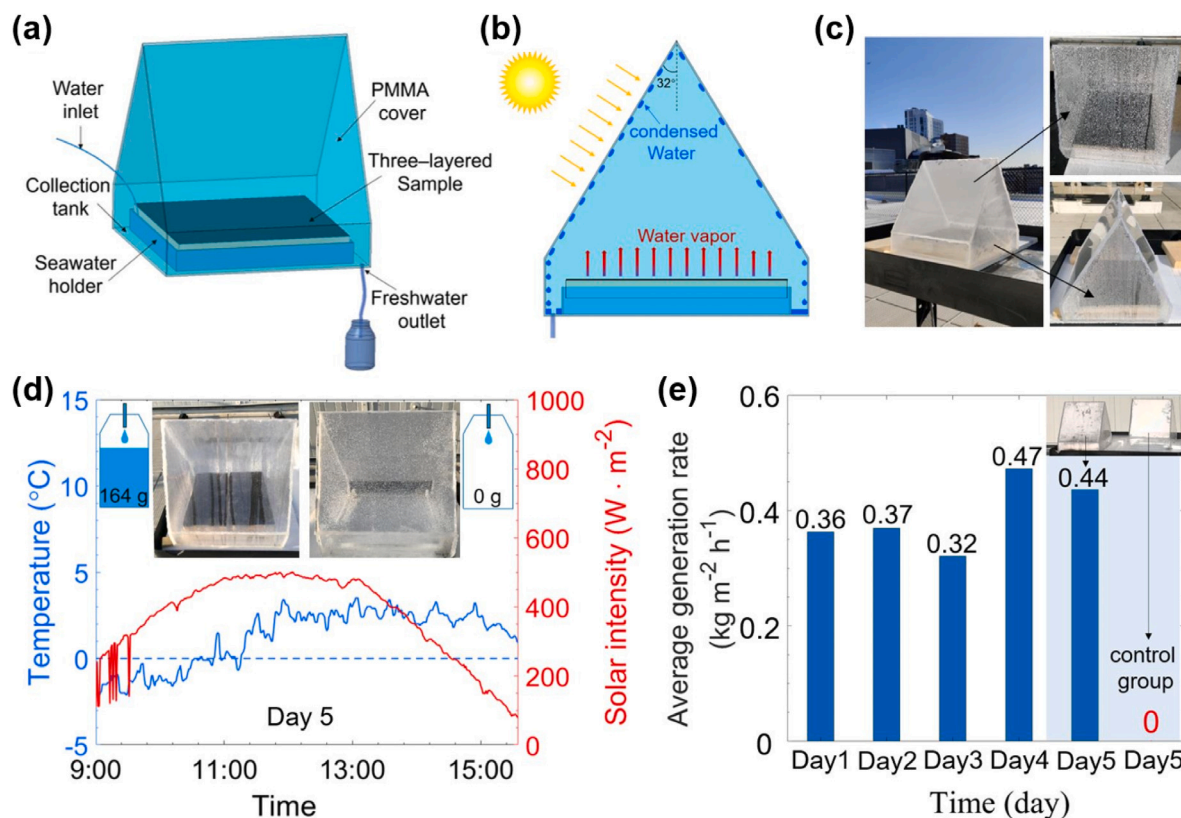 (a)
Water
inlet
Collection
tank
Seawater
holder
PMMA
cover
Three–layered
Sample
Freshwater
outlet
(b)
32°
condensed
Water
Water vapor
(c)
(d)
Temperature (°C)
15
10
5
0
-5
164 g
0 g
Day 5
9:00 11:00 13:00 15:00
Time
1000
800
600
400
200
0
Solar intensity (W · m⁻²)
(e)
Average generation rate
(kg m⁻² h⁻¹)
0.6
0.4
0.2
0
0.36
0.37
0.32
0.47
0.44
control
group
0
Day1 Day2 Day3 Day4 Day5 Day5
Time (day)